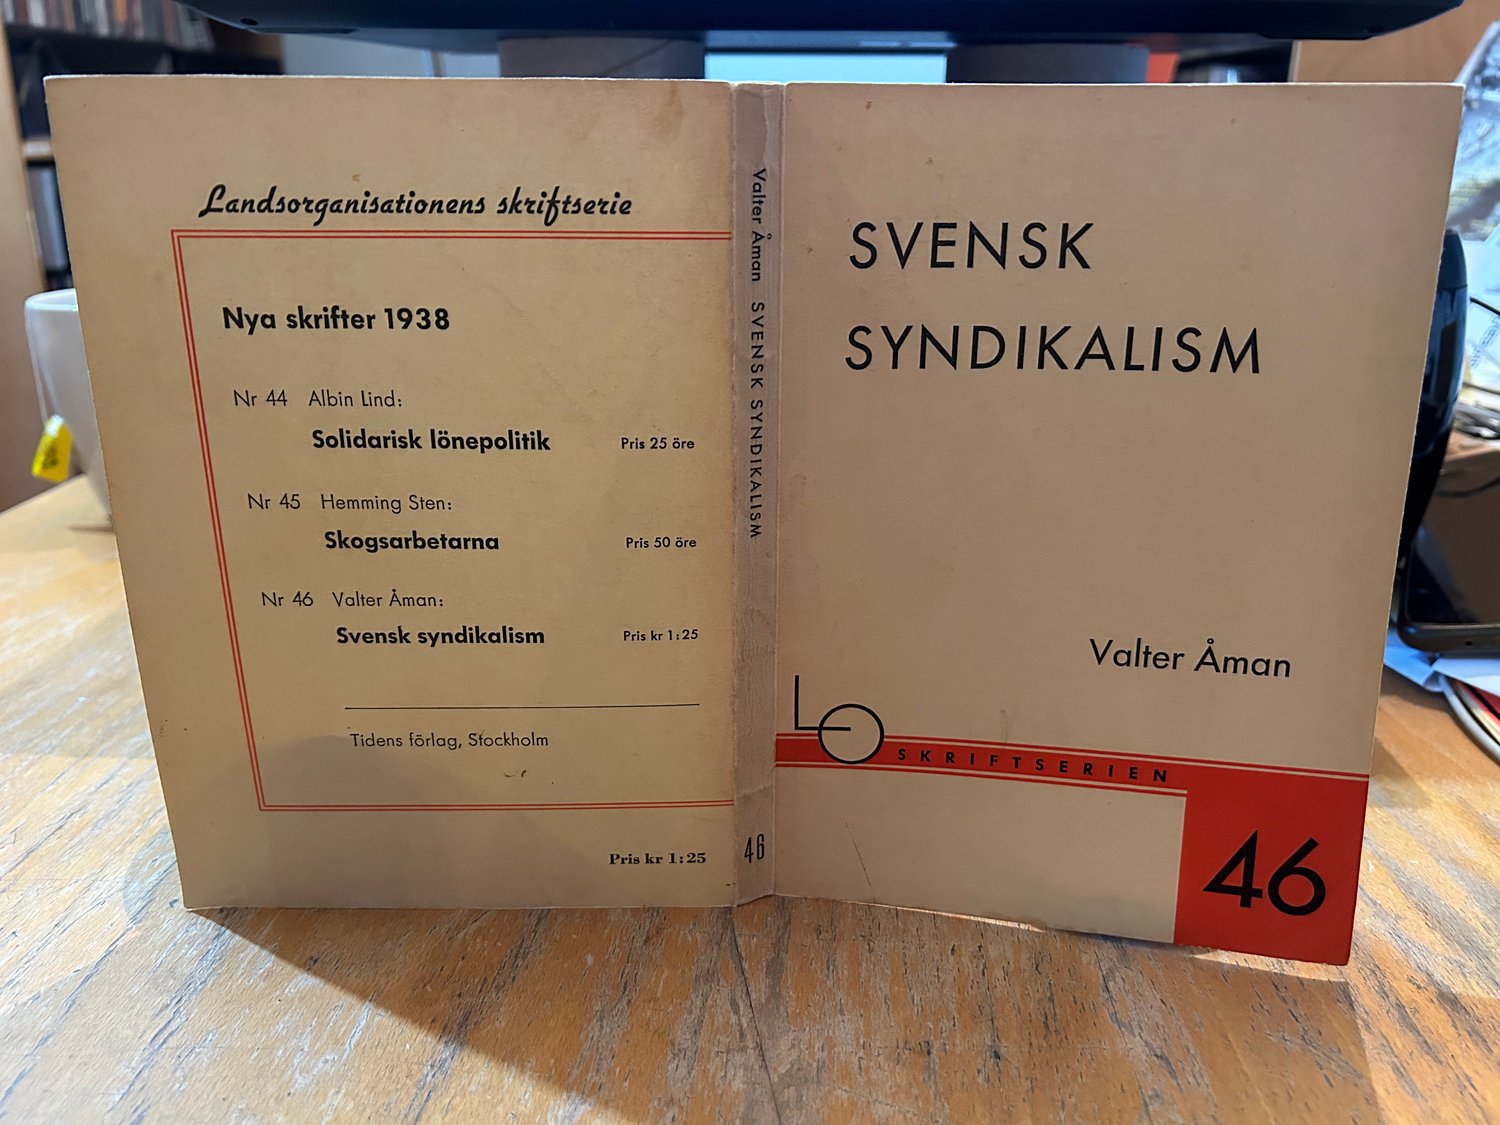 Landsorganisationens skriftserie
Nya skrifter 1938
Nr 44 Albin Lind:
Solidarisk lönepolitik Pris 25 öre
Nr 45 Hemming Sten:
Skogsarbetarna Pris 50 öre
Nr 46 Valter Åman:
Svensk syndikalism Pris kr 1:25
Tidens förlag, Stockholm
Pris kr 1:25
Valter Åman SVENSK SYNDIKALISM
46
SVENSK
SYNDIKALISM
Valter Åman
LO SKRIFTSERIEN
46